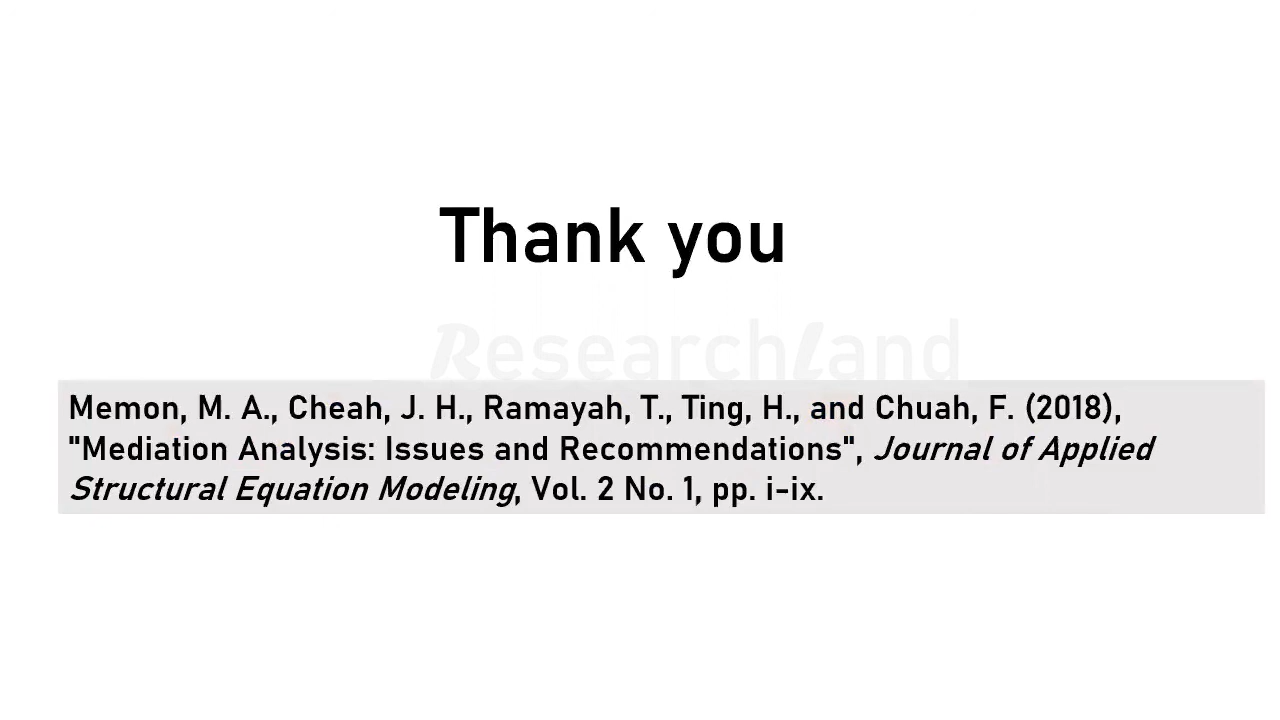 Thank you
ResearchLand
Memon, M. A., Cheah, J. H., Ramayah, T., Ting, H., and Chuah, F. (2018),
"Mediation Analysis: Issues and Recommendations", Journal of Applied
Structural Equation Modeling, Vol. 2 No. 1, pp. i-ix.